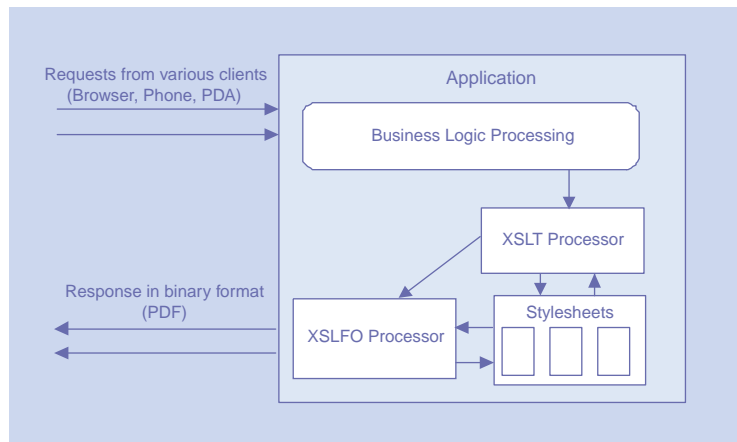 Requests from various clients
(Browser, Phone, PDA)
Application
Business Logic Processing
XSLT Processor
Response in binary format
(PDF)
XSLFO Processor
Stylesheets